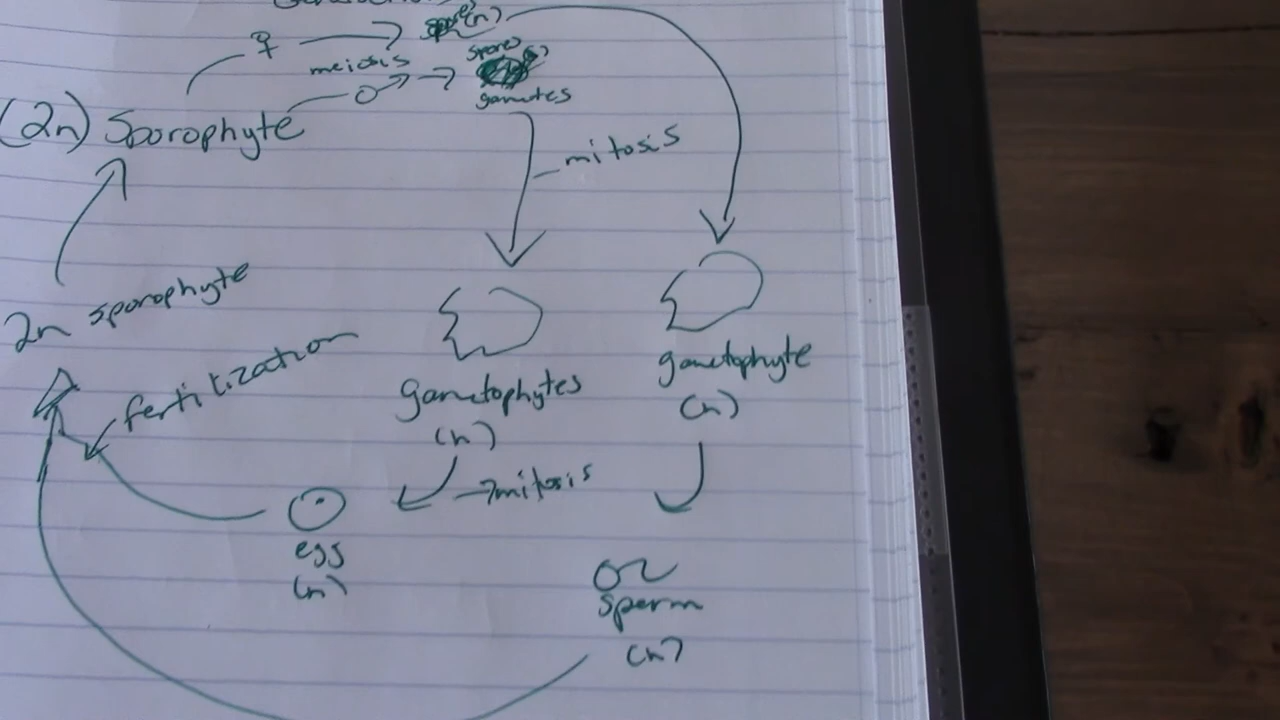 ♀ → spore(n)
meiosis
spores
♂ →
gametes
(2n) Sporophyte
mitosis
2n sporophyte
fertilization
gametophyte
(n)
Gametophytes
(n)
→mitosis
egg
(n)
sperm
(n)